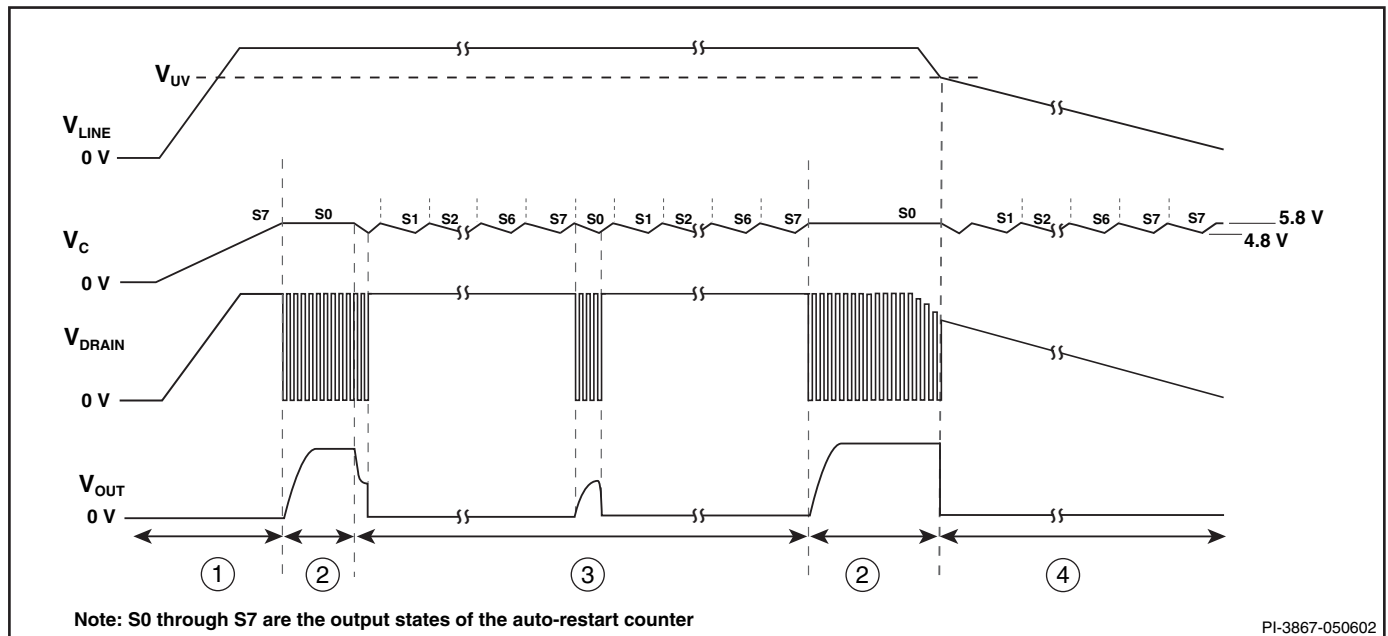 VUV
VLINE
0 V
S7 S0 S1 S2 S6 S7 S0 S1 S2 S6 S7 S0 S1 S2 S6 S7 S7 5.8 V
4.8 V
VC
0 V
VDRAIN
0 V
VOUT
0 V
1 2 3 2 4
Note: S0 through S7 are the output states of the auto-restart counter
PI-3867-050602